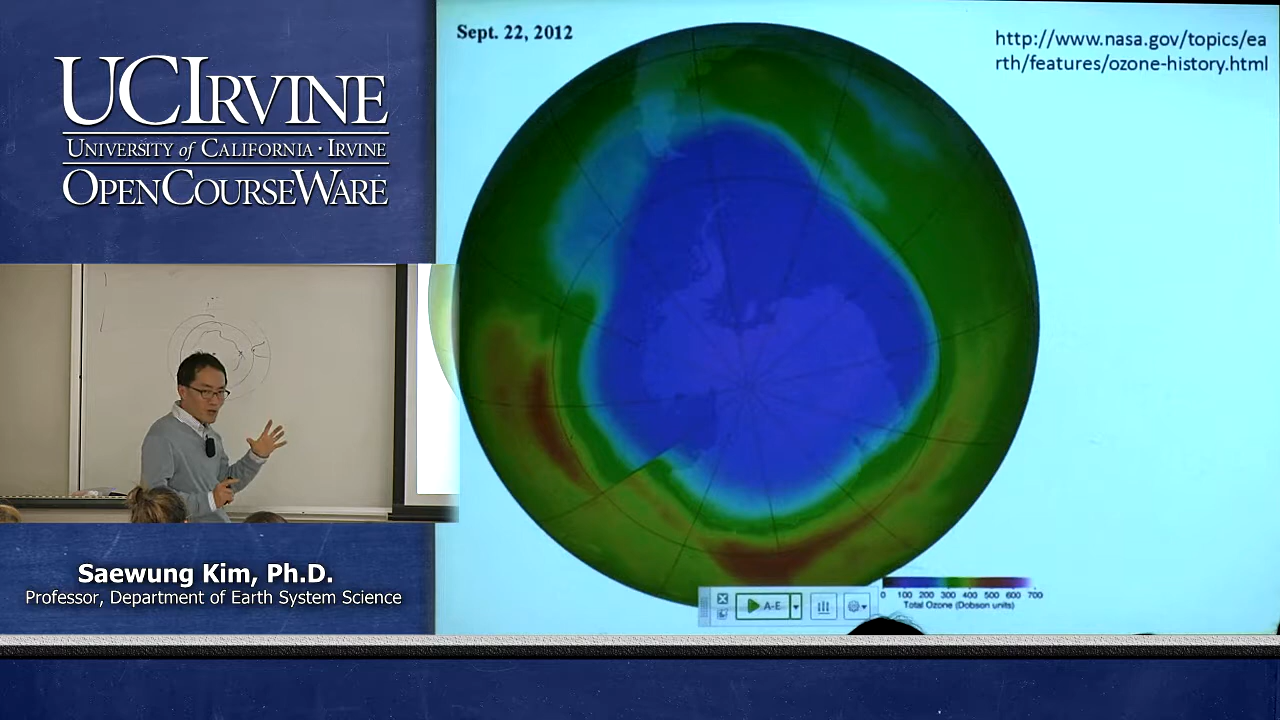 UCIRVINE
UNIVERSITY of CALIFORNIA · IRVINE
OPENCOURSEWARE
Saewung Kim, Ph.D.
Professor, Department of Earth System Science
Sept. 22, 2012
http://www.nasa.gov/topics/ea
rth/features/ozone-history.html
A-E
0 100 200 300 400 500 600 700
Total Ozone (Dobson units)